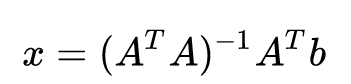 x = (A^T A)^{-1} A^T b